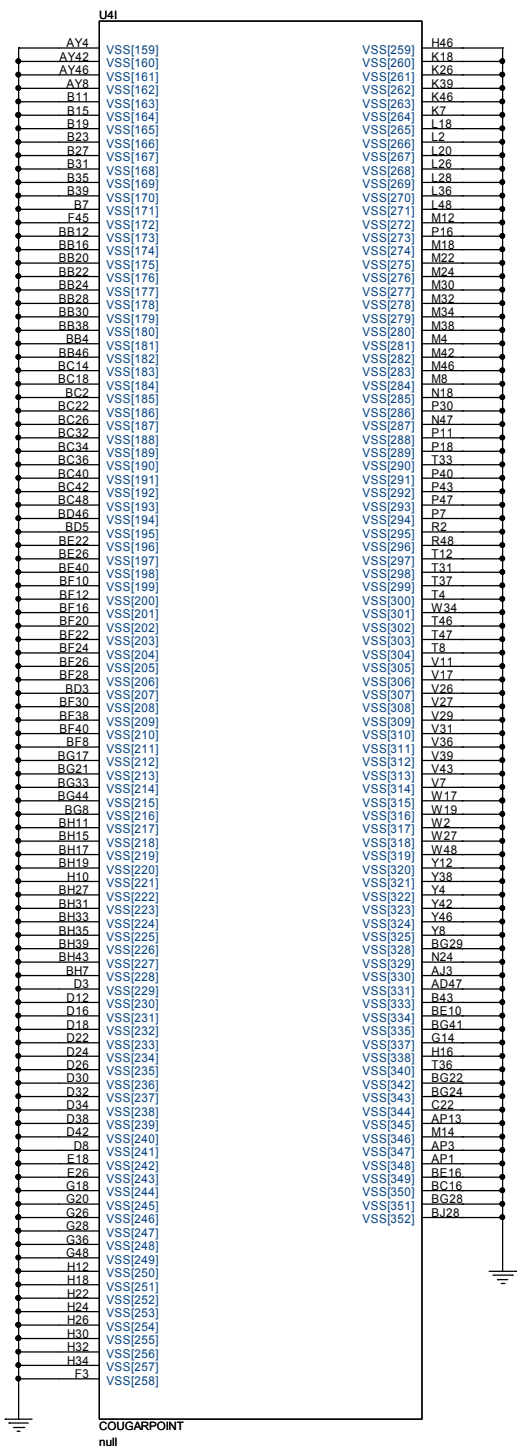 U4I
AY4 VSS[159] VSS[259] H46
AY42 VSS[160] VSS[260] K18
AY46 VSS[161] VSS[261] K26
AY8 VSS[162] VSS[262] K39
B11 VSS[163] VSS[263] K46
B15 VSS[164] VSS[264] K7
B19 VSS[165] VSS[265] L18
B23 VSS[166] VSS[266] L2
B27 VSS[167] VSS[267] L20
B31 VSS[168] VSS[268] L26
B35 VSS[169] VSS[269] L28
B39 VSS[170] VSS[270] L36
B7 VSS[171] VSS[271] L48
F45 VSS[172] VSS[272] M12
BB12 VSS[173] VSS[273] P16
BB16 VSS[174] VSS[274] M18
BB20 VSS[175] VSS[275] M22
BB22 VSS[176] VSS[276] M24
BB24 VSS[177] VSS[277] M30
BB28 VSS[178] VSS[278] M32
BB30 VSS[179] VSS[279] M34
BB38 VSS[180] VSS[280] M38
BB4 VSS[181] VSS[281] M4
BB46 VSS[182] VSS[282] M42
BC14 VSS[183] VSS[283] M46
BC18 VSS[184] VSS[284] M8
BC2 VSS[185] VSS[285] N18
BC22 VSS[186] VSS[286] P30
BC26 VSS[187] VSS[287] N47
BC32 VSS[188] VSS[288] P11
BC34 VSS[189] VSS[289] P18
BC36 VSS[190] VSS[290] T33
BC40 VSS[191] VSS[291] P40
BC42 VSS[192] VSS[292] P43
BC48 VSS[193] VSS[293] P47
BD46 VSS[194] VSS[294] P7
BD5 VSS[195] VSS[295] R2
BE22 VSS[196] VSS[296] R48
BE26 VSS[197] VSS[297] T12
BE40 VSS[198] VSS[298] T31
BF10 VSS[199] VSS[299] T37
BF12 VSS[200] VSS[300] T4
BF16 VSS[201] VSS[301] W34
BF20 VSS[202] VSS[302] T46
BF22 VSS[203] VSS[303] T47
BF24 VSS[204] VSS[304] T8
BF26 VSS[205] VSS[305] V11
BF28 VSS[206] VSS[306] V17
BD3 VSS[207] VSS[307] V26
BF30 VSS[208] VSS[308] V27
BF38 VSS[209] VSS[309] V29
BF40 VSS[210] VSS[310] V31
BF8 VSS[211] VSS[311] V36
BG17 VSS[212] VSS[312] V39
BG21 VSS[213] VSS[313] V43
BG33 VSS[214] VSS[314] V7
BG44 VSS[215] VSS[315] W17
BG8 VSS[216] VSS[316] W19
BH11 VSS[217] VSS[317] W2
BH15 VSS[218] VSS[318] W27
BH17 VSS[219] VSS[319] W48
BH19 VSS[220] VSS[320] Y12
H10 VSS[221] VSS[321] Y38
BH27 VSS[222] VSS[322] Y4
BH31 VSS[223] VSS[323] Y42
BH33 VSS[224] VSS[324] Y46
BH35 VSS[225] VSS[325] Y8
BH39 VSS[226] VSS[328] BG29
BH43 VSS[227] VSS[329] N24
BH7 VSS[228] VSS[330] AJ3
D3 VSS[229] VSS[331] AD47
D12 VSS[230] VSS[333] B43
D16 VSS[231] VSS[334] BE10
D18 VSS[232] VSS[335] BG41
D22 VSS[233] VSS[337] G14
D24 VSS[234] VSS[338] H16
D26 VSS[235] VSS[340] T36
D30 VSS[236] VSS[342] BG22
D32 VSS[237] VSS[343] BG24
D34 VSS[238] VSS[344] C22
D38 VSS[239] VSS[345] AP13
D42 VSS[240] VSS[346] M14
D8 VSS[241] VSS[347] AP3
E18 VSS[242] VSS[348] AP1
E26 VSS[243] VSS[349] BE16
G18 VSS[244] VSS[350] BC16
G20 VSS[245] VSS[351] BG28
G26 VSS[246] VSS[352] BJ28
G28 VSS[247]
G36 VSS[248]
G48 VSS[249]
H12 VSS[250]
H18 VSS[251]
H22 VSS[252]
H24 VSS[253]
H26 VSS[254]
H30 VSS[255]
H32 VSS[256]
H34 VSS[257]
F3 VSS[258]
COUGARPOINT
null